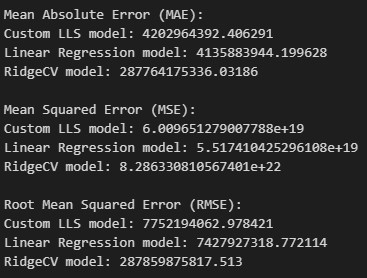 Mean Absolute Error (MAE):
Custom LLS model: 4202964392.406291
Linear Regression model: 4135883944.199628
RidgeCV model: 287764175336.03186
Mean Squared Error (MSE):
Custom LLS model: 6.009651279007788e+19
Linear Regression model: 5.517410425296108e+19
RidgeCV model: 8.286330810567401e+22
Root Mean Squared Error (RMSE):
Custom LLS model: 7752194062.978421
Linear Regression model: 7427927318.772114
RidgeCV model: 287859875817.513